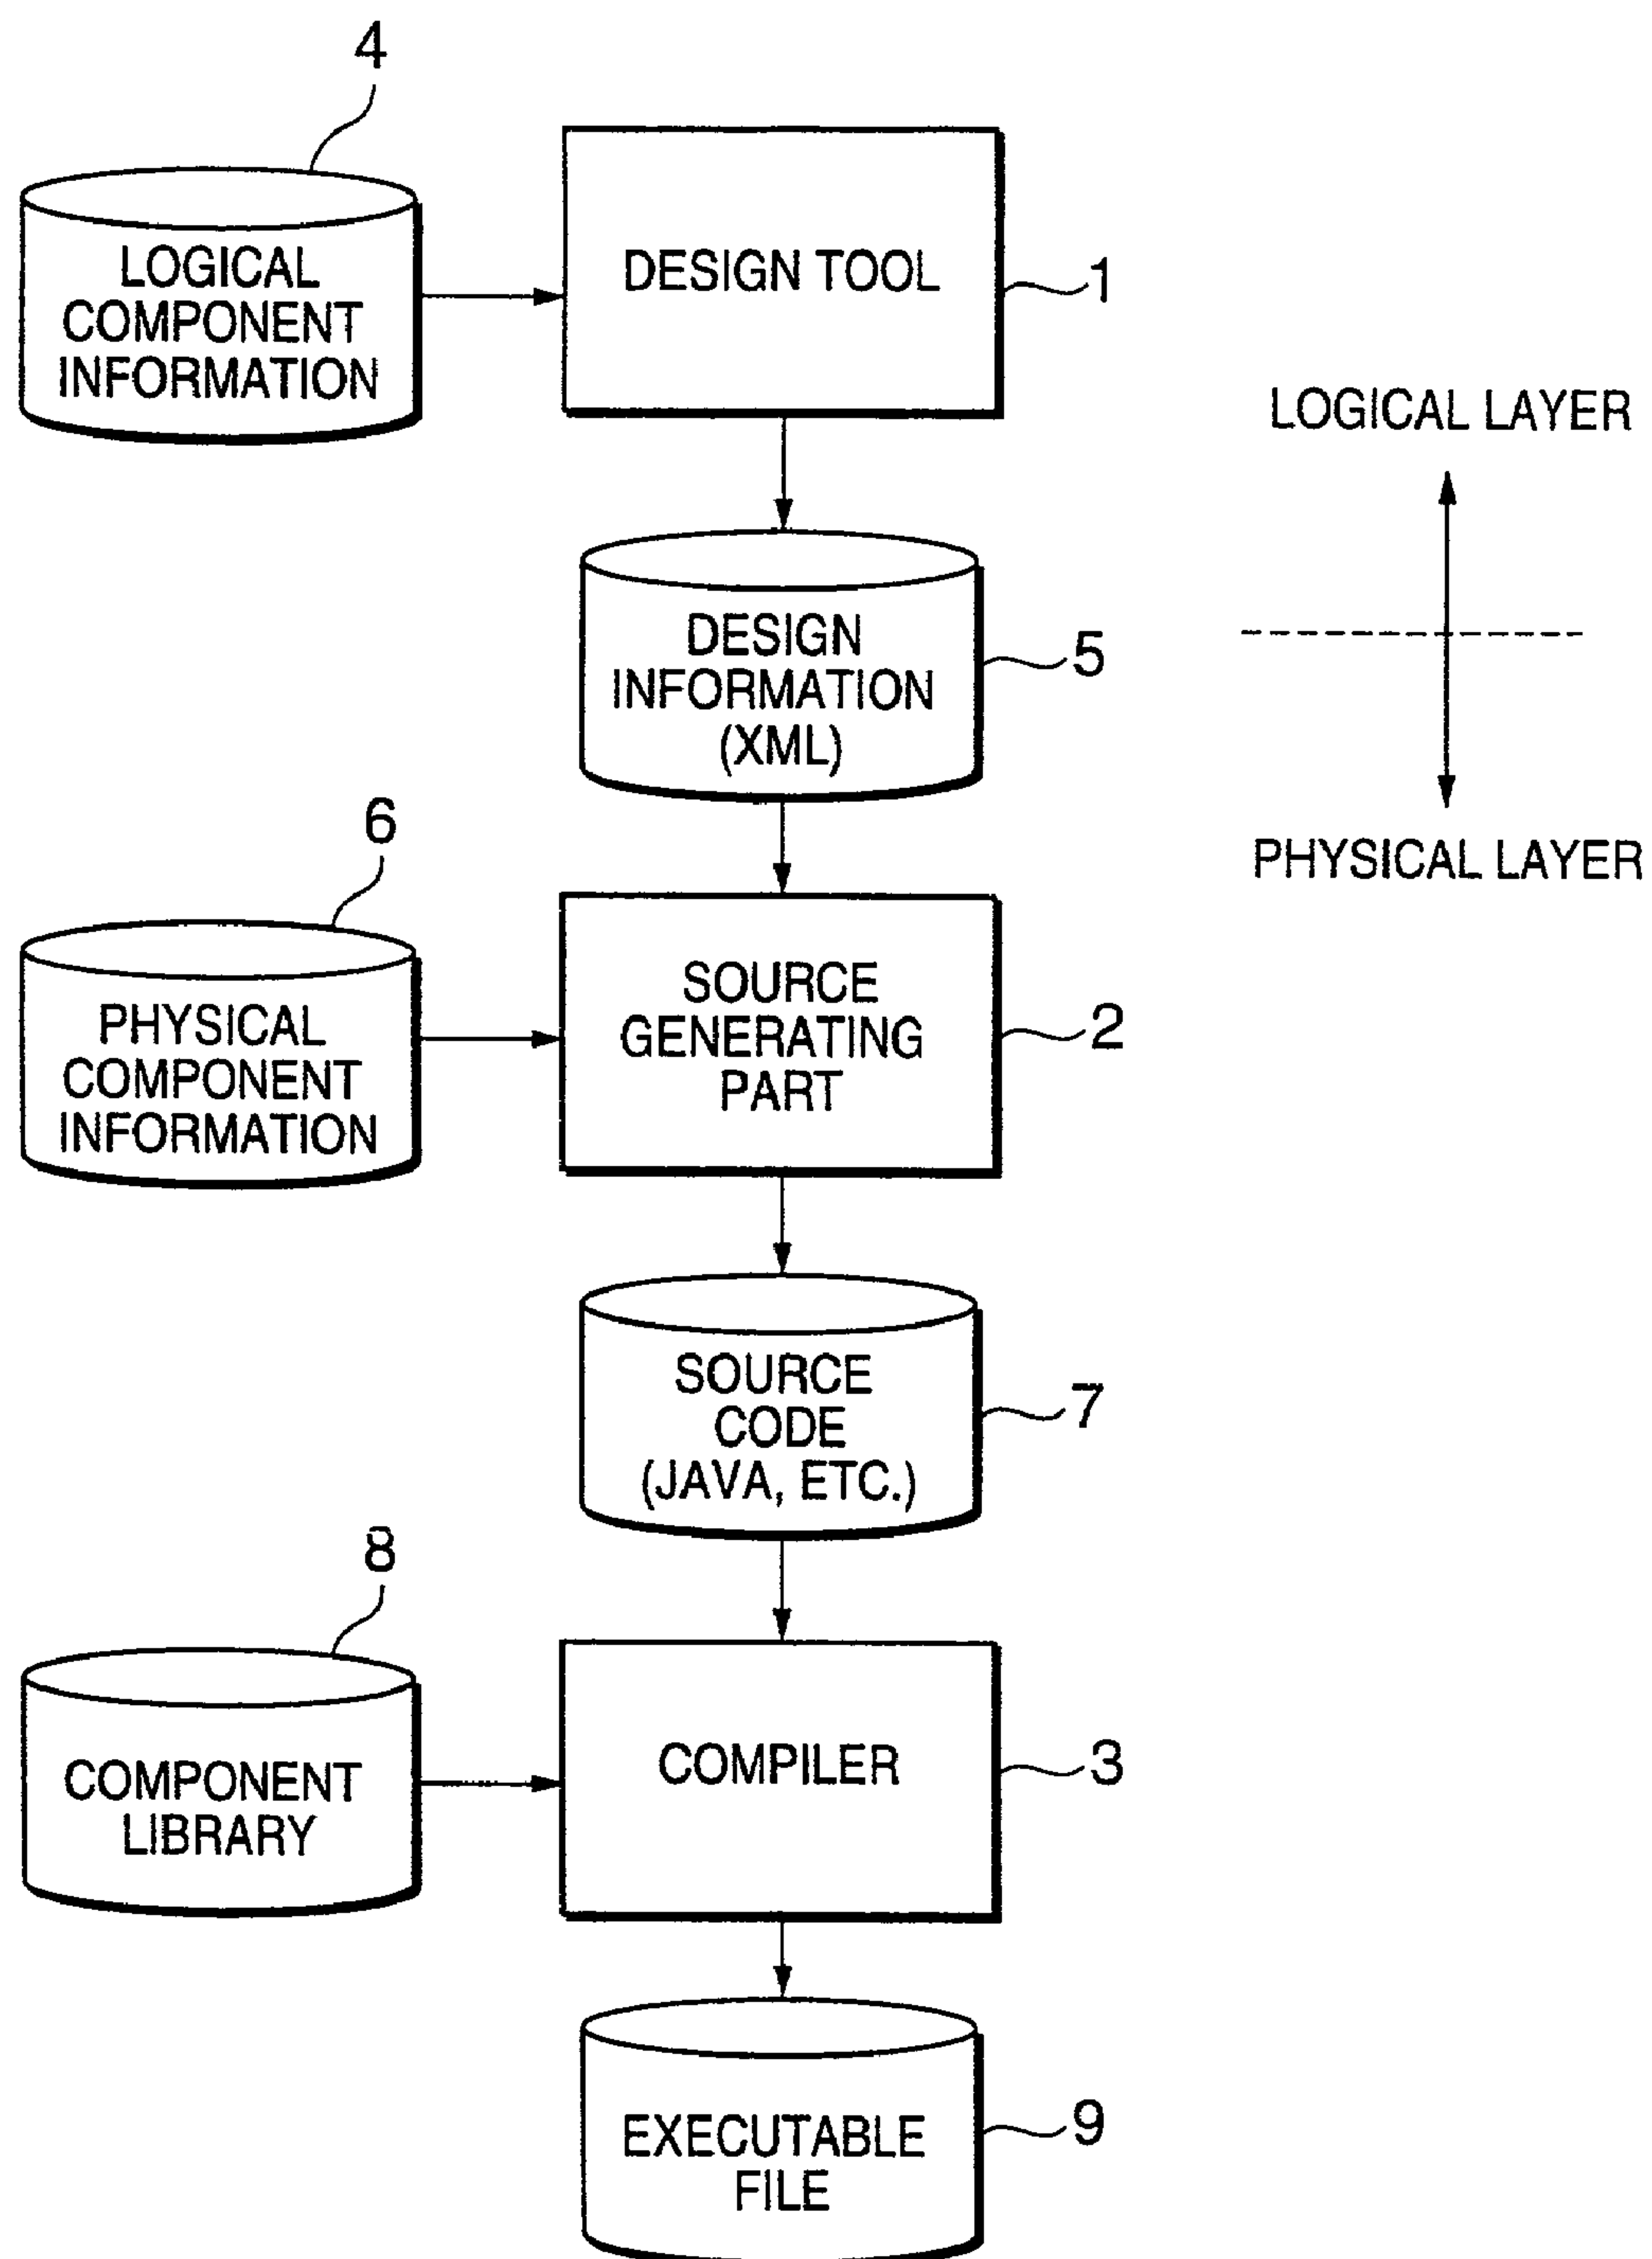 4
LOGICAL
COMPONENT
INFORMATION
DESIGN TOOL
1
LOGICAL LAYER
DESIGN
INFORMATION
(XML)
5
PHYSICAL LAYER
6
PHYSICAL
COMPONENT
INFORMATION
SOURCE
GENERATING
PART
2
SOURCE
CODE
(JAVA, ETC.)
7
8
COMPONENT
LIBRARY
COMPILER
3
EXECUTABLE
FILE
9